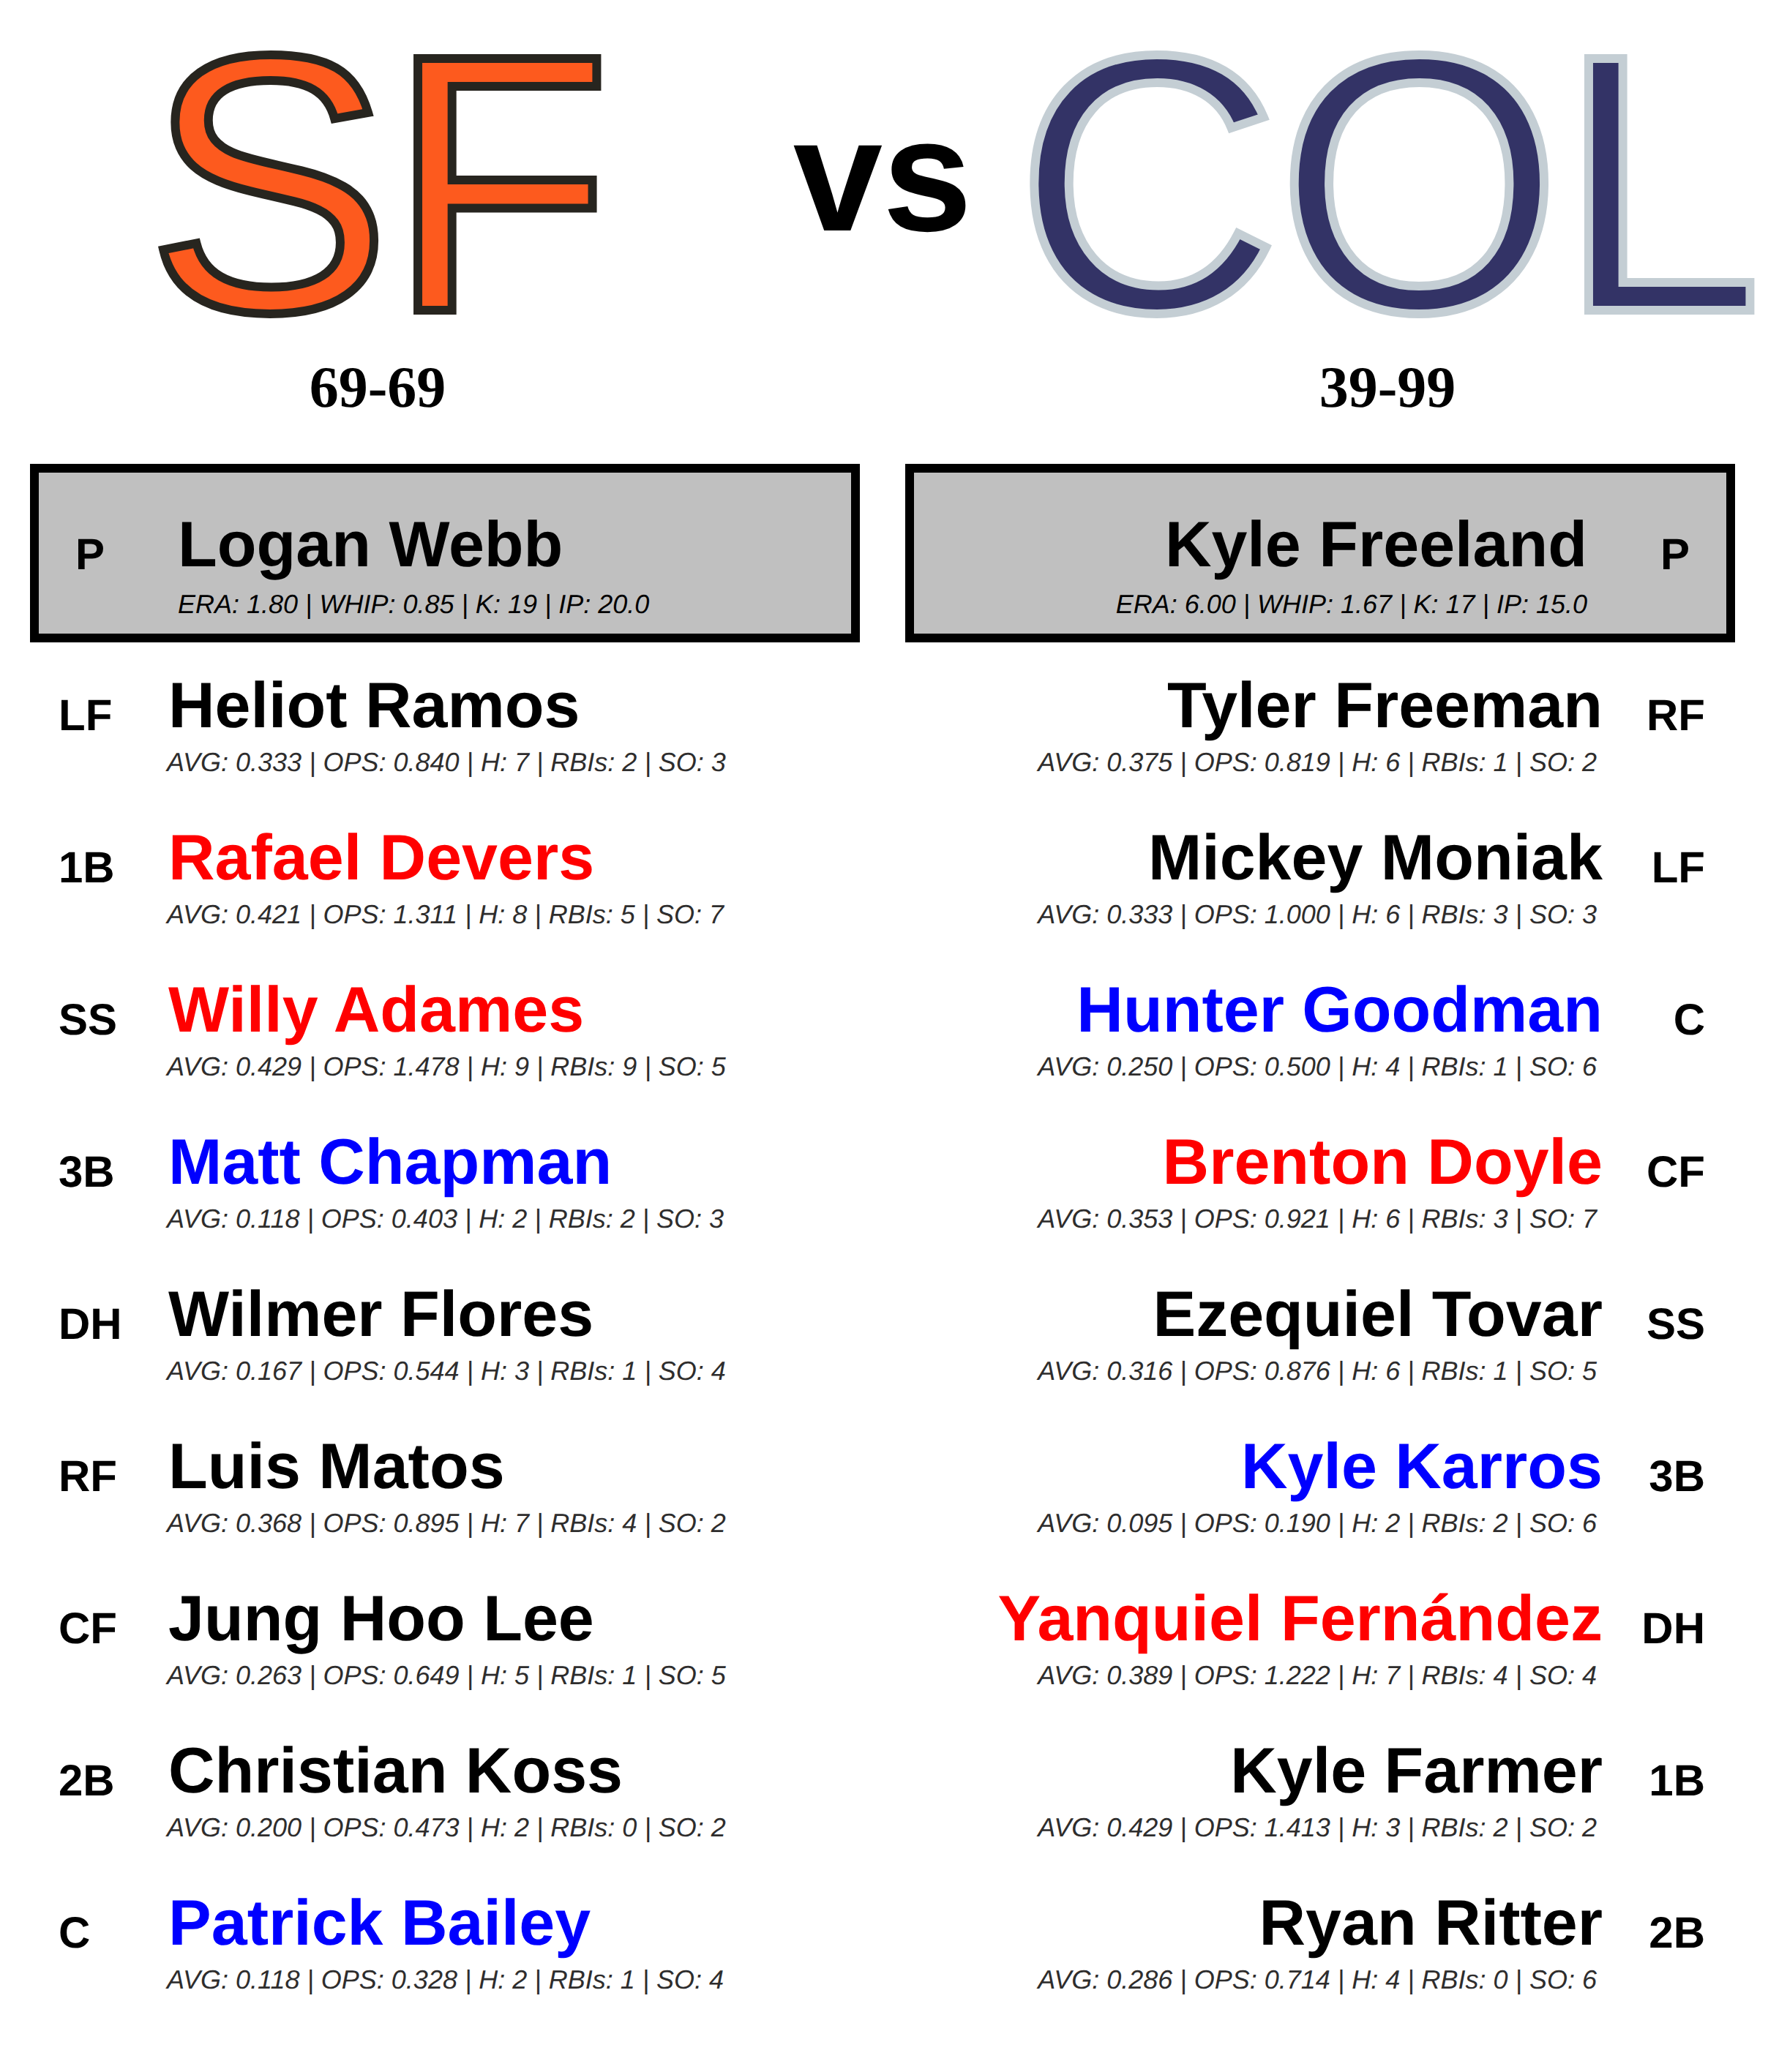 SF vs COL
69-69
39-99
P Logan Webb
ERA: 1.80 | WHIP: 0.85 | K: 19 | IP: 20.0
Kyle Freeland P
ERA: 6.00 | WHIP: 1.67 | K: 17 | IP: 15.0
LF Heliot Ramos
AVG: 0.333 | OPS: 0.840 | H: 7 | RBIs: 2 | SO: 3
1B Rafael Devers
AVG: 0.421 | OPS: 1.311 | H: 8 | RBIs: 5 | SO: 7
SS Willy Adames
AVG: 0.429 | OPS: 1.478 | H: 9 | RBIs: 9 | SO: 5
3B Matt Chapman
AVG: 0.118 | OPS: 0.403 | H: 2 | RBIs: 2 | SO: 3
DH Wilmer Flores
AVG: 0.167 | OPS: 0.544 | H: 3 | RBIs: 1 | SO: 4
RF Luis Matos
AVG: 0.368 | OPS: 0.895 | H: 7 | RBIs: 4 | SO: 2
CF Jung Hoo Lee
AVG: 0.263 | OPS: 0.649 | H: 5 | RBIs: 1 | SO: 5
2B Christian Koss
AVG: 0.200 | OPS: 0.473 | H: 2 | RBIs: 0 | SO: 2
C Patrick Bailey
AVG: 0.118 | OPS: 0.328 | H: 2 | RBIs: 1 | SO: 4
Tyler Freeman RF
AVG: 0.375 | OPS: 0.819 | H: 6 | RBIs: 1 | SO: 2
Mickey Moniak LF
AVG: 0.333 | OPS: 1.000 | H: 6 | RBIs: 3 | SO: 3
Hunter Goodman C
AVG: 0.250 | OPS: 0.500 | H: 4 | RBIs: 1 | SO: 6
Brenton Doyle CF
AVG: 0.353 | OPS: 0.921 | H: 6 | RBIs: 3 | SO: 7
Ezequiel Tovar SS
AVG: 0.316 | OPS: 0.876 | H: 6 | RBIs: 1 | SO: 5
Kyle Karros 3B
AVG: 0.095 | OPS: 0.190 | H: 2 | RBIs: 2 | SO: 6
Yanquiel Fernández DH
AVG: 0.389 | OPS: 1.222 | H: 7 | RBIs: 4 | SO: 4
Kyle Farmer 1B
AVG: 0.429 | OPS: 1.413 | H: 3 | RBIs: 2 | SO: 2
Ryan Ritter 2B
AVG: 0.286 | OPS: 0.714 | H: 4 | RBIs: 0 | SO: 6